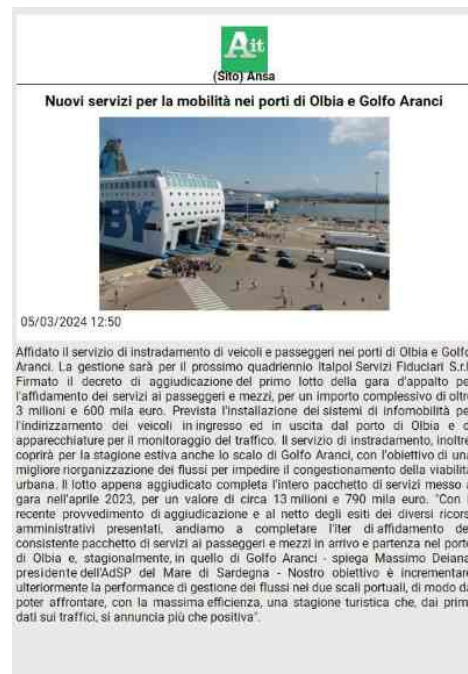 Ait
(Sito) Ansa
Nuovi servizi per la mobilità nei porti di Olbia e Golfo Aranci
BY
05/03/2024 12:50
Affidato il servizio di instradamento di veicoli e passeggeri nei porti di Olbia e Golfo
Aranci. La gestione sarà per il prossimo quadriennio Italpol Servizi Fiduciari S.r.l.
Firmato il decreto di aggiudicazione del primo lotto della gara d'appalto pe
l'affidamento dei servizi ai passeggeri e mezzi, per un importo complessivo di oltre
3 milioni e 600 mila euro. Prevista l'installazione dei sistemi di infomobilità pe
l'indirizzamento dei veicoli in ingresso ed in uscita dal porto di Olbia e d
apparecchiature per il monitoraggio del traffico. Il servizio di instradamento, inoltre
coprirà per la stagione estiva anche lo scalo di Golfo Aranci, con l'obiettivo di una
migliore riorganizzazione dei flussi per impedire il congestionamento della viabilità
urbana. Il lotto appena aggiudicato completa l'intero pacchetto di servizi messo a
gara nell'aprile 2023, per un valore di circa 13 milioni e 790 mila euro. "Con i
recente provvedimento di aggiudicazione e al netto degli esiti dei diversi ricors
amministrativi presentati, andiamo a completare l'iter di affidamento de
consistente pacchetto di servizi ai passeggeri e mezzi in arrivo e partenza nel porto
di Olbia e, stagionalmente, in quello di Golfo Aranci - spiega Massimo Deiana
presidente dell'AdSP del Mare di Sardegna - Nostro obiettivo è incrementare
ulteriormente la performance di gestione dei flussi nei due scali portuali, di modo da
poter affrontare, con la massima efficienza, una stagione turistica che, dai prim
dati sui traffici, si annuncia più che positiva".